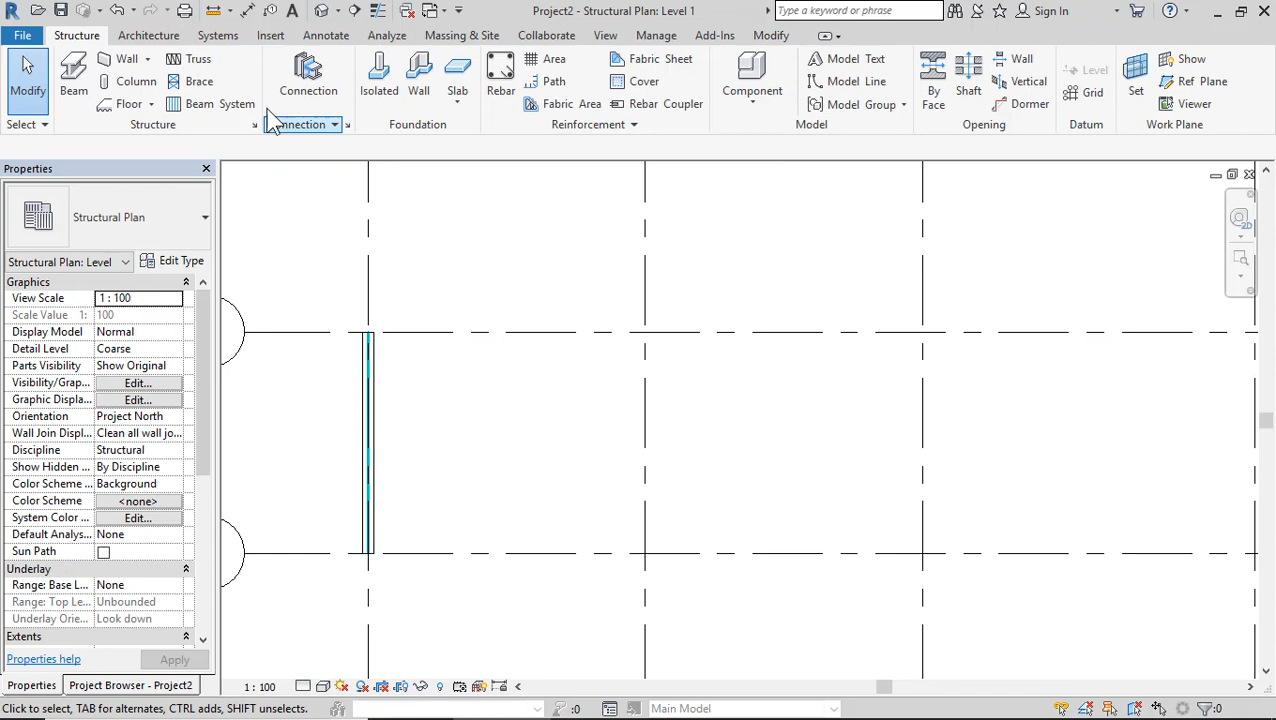 Project2 - Structural Plan: Level 1
Type a keyword or phrase
Sign In
File
Structure
Architecture
Systems
Insert
Annotate
Analyze
Massing & Site
Collaborate
View
Manage
Add-Ins
Modify
Modify
Beam
Wall
Column
Floor
Truss
Brace
Beam System
Connection
Isolated
Wall
Slab
Rebar
Area
Path
Fabric Area
Fabric Sheet
Cover
Rebar Coupler
Component
Model Text
Model Line
Model Group
By
Face
Shaft
Wall
Vertical
Dormer
Level
Grid
Set
Show
Ref Plane
Viewer
Select
Structure
Foundation
Reinforcement
Model
Opening
Datum
Work Plane
Properties
Structural Plan
Structural Plan: Level
Edit Type
Graphics
View Scale 1 : 100
Scale Value 1: 100
Display Model Normal
Detail Level Coarse
Parts Visibility Show Original
Visibility/Grap... Edit...
Graphic Displa... Edit...
Orientation Project North
Wall Join Displ... Clean all wall jo...
Discipline Structural
Show Hidden ... By Discipline
Color Scheme ... Background
Color Scheme <none>
System Color ... Edit...
Default Analys... None
Sun Path
Underlay
Range: Base L... None
Range: Top Le... Unbounded
Underlay Orie... Look down
Extents
Properties help
Apply
Properties
Project Browser - Project2
1 : 100
Click to select, TAB for alternates, CTRL adds, SHIFT unselects.
:0
Main Model
:0
2D